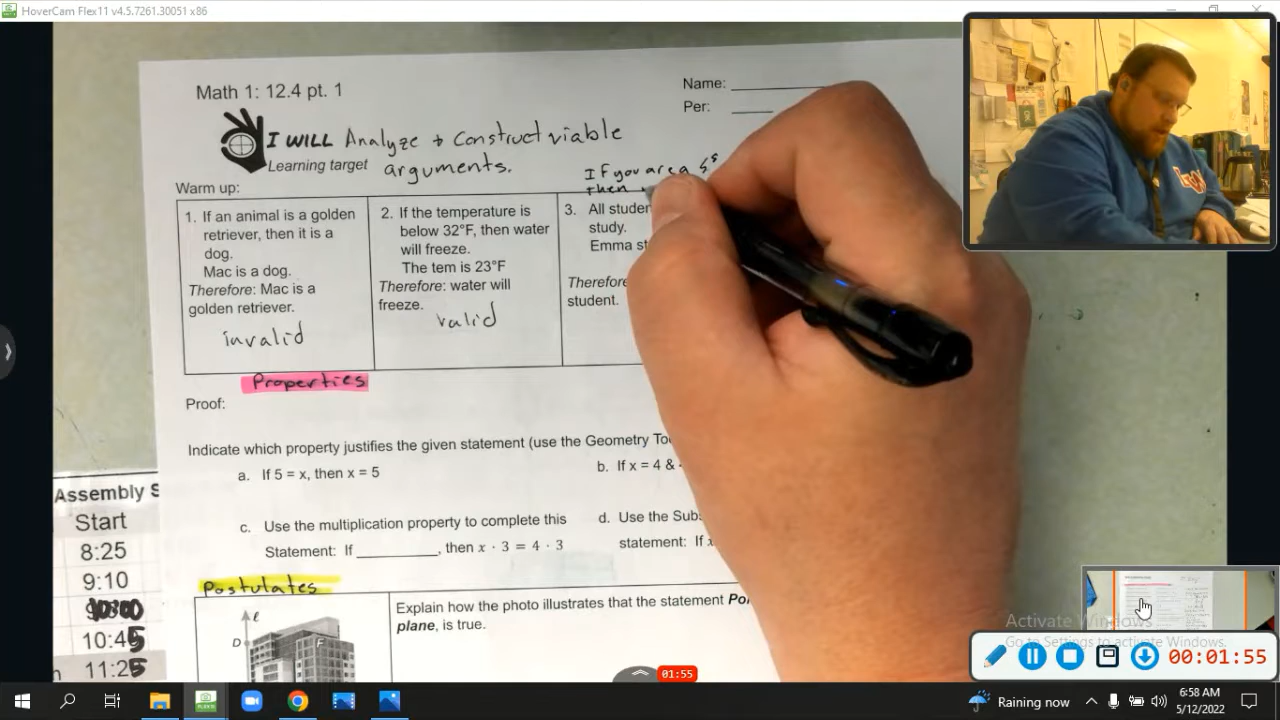 HoverCam Flex11 v4.5.7261.30051 x86
Math 1: 12.4 pt. 1
Name:
Per:
I WILL Analyze + Construct viable
Learning target arguments.
If you are a
then
Warm up:
1. If an animal is a golden
retriever, then it is a
dog.
Mac is a dog.
Therefore: Mac is a
golden retriever.
invalid
2. If the temperature is
below 32°F, then water
will freeze.
The tem is 23°F
Therefore: water will
freeze.
valid
3. All studen
study.
Emma st
Therefore
student.
Properties
Proof:
Indicate which property justifies the given statement (use the Geometry To
a. If 5 = x, then x = 5
b. If x = 4 &
c. Use the multiplication property to complete this
Statement: If __________, then x · 3 = 4 · 3
d. Use the Subs
statement: If x
Postulates
ℓ
D
F
Explain how the photo illustrates that the statement Po
plane, is true.
Assembly S
Start
8:25
9:10
10:45
11:25
Activate Windows
Go to Settings to activate Windows.
00:01:55
01:55
Raining now
6:58 AM
5/12/2022